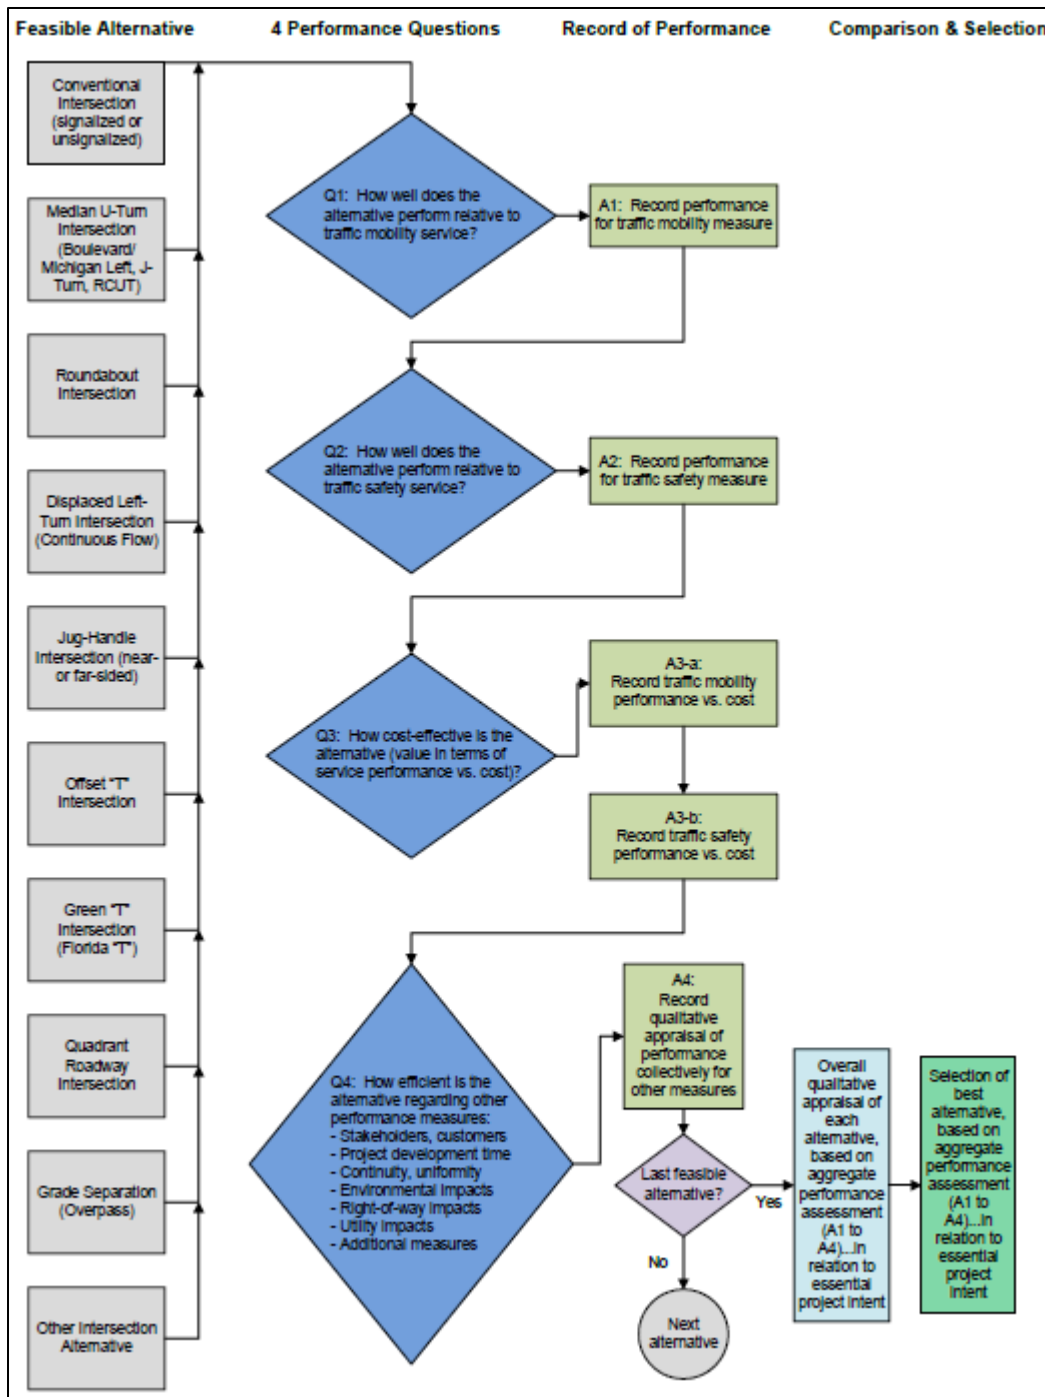 Feasible Alternative
4 Performance Questions
Record of Performance
Comparison & Selection
Conventional
Intersection
(signalized or
unsignalized)
Median U-Turn
Intersection
(Boulevard/
Michigan Left, J-
Turn, RCUT)
Roundabout
Intersection
Displaced Left-
Turn Intersection
(Continuous Flow)
Jug-Handle
Intersection (near-
or far-sided)
Offset "T"
Intersection
Green "T"
Intersection
(Florida "T")
Quadrant
Roadway
Intersection
Grade Separation
(Overpass)
Other Intersection
Alternative
Q1: How well does the
alternative perform relative to
traffic mobility service?
A1: Record performance
for traffic mobility measure
Q2: How well does the
alternative perform relative to
traffic safety service?
A2: Record performance
for traffic safety measure
Q3: How cost-effective is the
alternative (value in terms of
service performance vs. cost)?
A3-a:
Record traffic mobility
performance vs. cost
A3-b:
Record traffic safety
performance vs. cost
Q4: How efficient is the
alternative regarding other
performance measures:
- Stakeholders, customers
- Project development time
- Continuity, uniformity
- Environmental impacts
- Right-of-way impacts
- Utility impacts
- Additional measures
A4:
Record
qualitative
appraisal of
performance
collectively for
other measures
Last feasible
alternative?
Yes
No
Next
alternative
Overall
qualitative
appraisal of
each
alternative,
based on
aggregate
performance
assessment
(A1 to
A4)...in
relation to
essential
project intent
Selection of
best
alternative,
based on
aggregate
performance
assessment
(A1 to
A4)...in
relation to
essential
project
intent